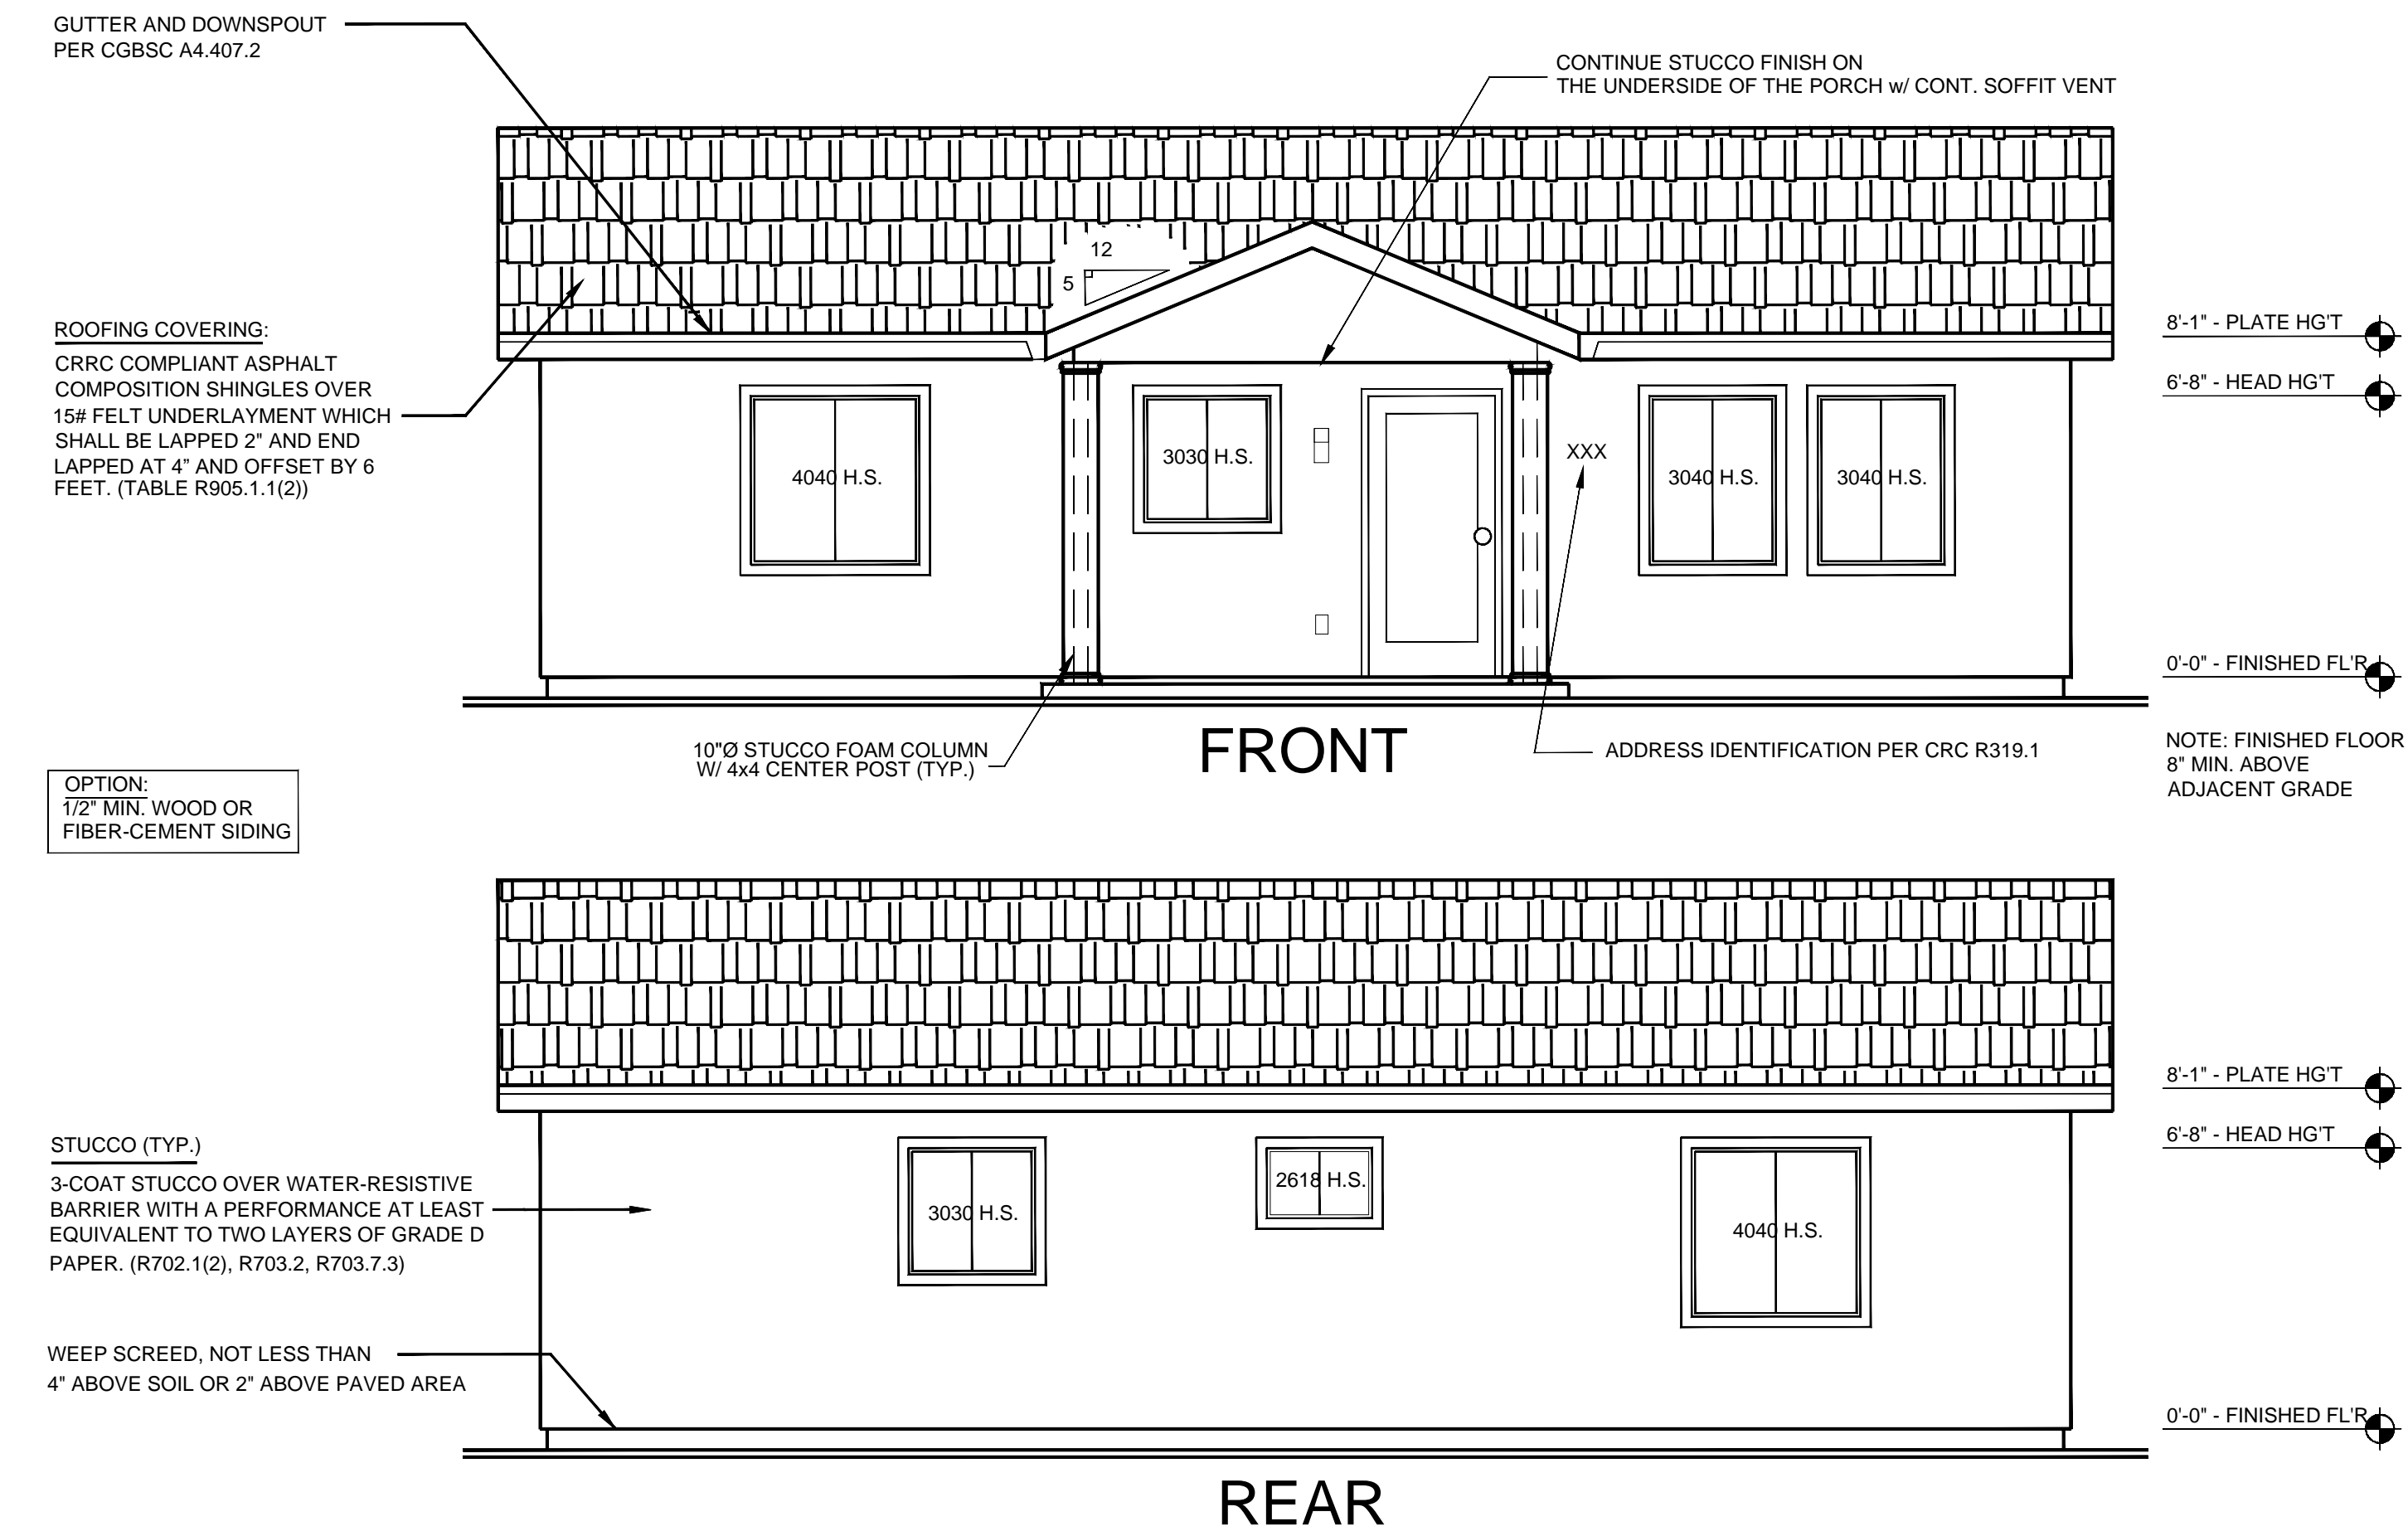 GUTTER AND DOWNSPOUT
PER CGBSC A4.407.2
CONTINUE STUCCO FINISH ON
THE UNDERSIDE OF THE PORCH w/ CONT. SOFFIT VENT
12
5
ROOFING COVERING:
CRRC COMPLIANT ASPHALT
COMPOSITION SHINGLES OVER
15# FELT UNDERLAYMENT WHICH
SHALL BE LAPPED 2" AND END
LAPPED AT 4” AND OFFSET BY 6
FEET. (TABLE R905.1.1(2))
8'-1" - PLATE HG'T
6'-8" - HEAD HG'T
4040 H.S.
3030 H.S.
XXX
3040 H.S.
3040 H.S.
0'-0" - FINISHED FL'R
10"Ø STUCCO FOAM COLUMN
W/ 4x4 CENTER POST (TYP.)
FRONT
ADDRESS IDENTIFICATION PER CRC R319.1
NOTE: FINISHED FLOOR
8" MIN. ABOVE
ADJACENT GRADE
OPTION:
1/2" MIN. WOOD OR
FIBER-CEMENT SIDING
8'-1" - PLATE HG'T
6'-8" - HEAD HG'T
STUCCO (TYP.)
3-COAT STUCCO OVER WATER-RESISTIVE
BARRIER WITH A PERFORMANCE AT LEAST
EQUIVALENT TO TWO LAYERS OF GRADE D
PAPER. (R702.1(2), R703.2, R703.7.3)
3030 H.S.
2618 H.S.
4040 H.S.
WEEP SCREED, NOT LESS THAN
4" ABOVE SOIL OR 2" ABOVE PAVED AREA
0'-0" - FINISHED FL'R
REAR